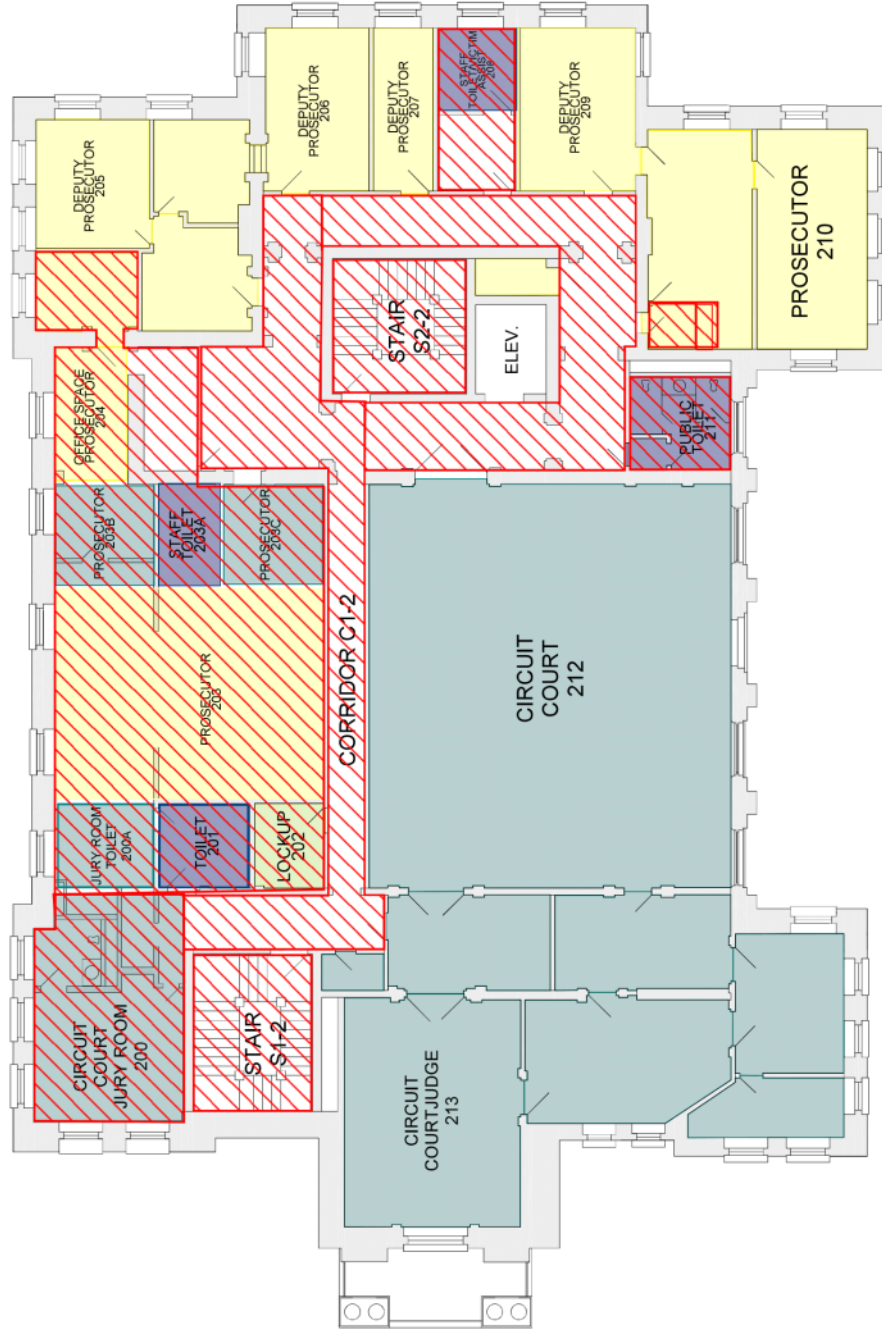 DEPUTY
PROSECUTOR
205
DEPUTY
PROSECUTOR
206
DEPUTY
PROSECUTOR
207
STAFF
TOILET/VICTIM
ASSIST
208
DEPUTY
PROSECUTOR
209
PROSECUTOR
210
OFFICE SPACE
PROSECUTOR
204
STAIR
S2-2
ELEV.
PUBLIC
TOILET
211
PROSECUTOR
203B
STAFF
TOILET
203A
PROSECUTOR
203C
PROSECUTOR
203
CORRIDOR C1-2
CIRCUIT
COURT
212
JURY ROOM
TOILET
200A
TOILET
201
LOCKUP
202
CIRCUIT
COURT
JURY ROOM
200
STAIR
S1-2
CIRCUIT
COURTJUDGE
213